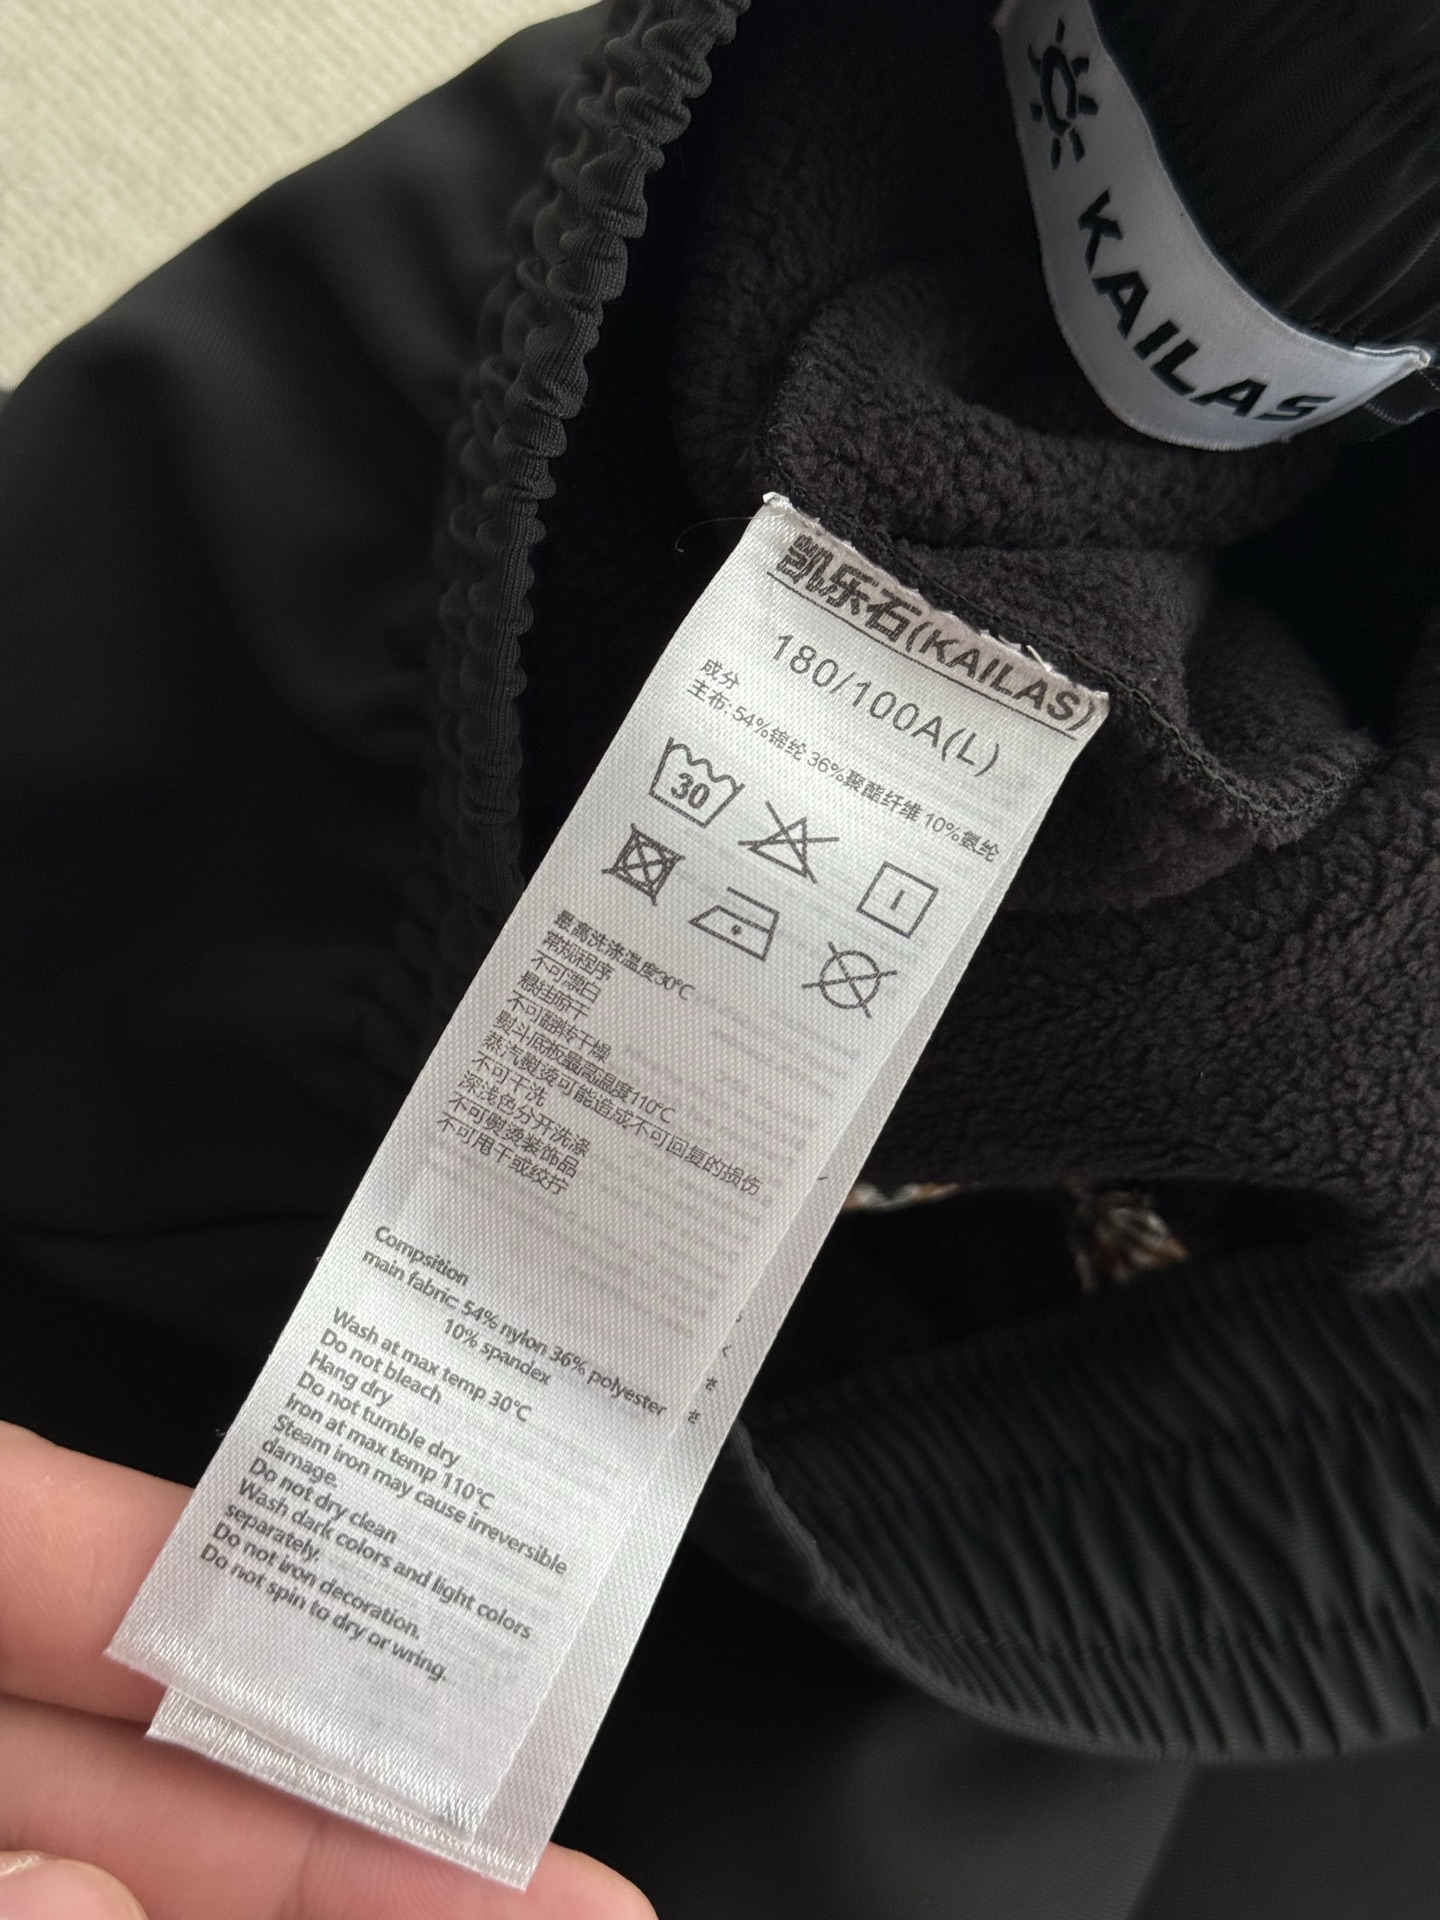 KAILAS
凯乐石(KAILAS)
180/100A(L)
成分
主布: 54%锦纶 36%聚酯纤维 10%氨纶
30
最高洗涤温度30℃
常规程序
不可漂白
悬挂晾干
不可翻转干燥
熨斗底板最高温度110℃
蒸汽熨烫可能造成不可回复的损伤
不可干洗
深浅色分开洗涤
不可熨烫装饰品
不可甩干或绞拧
Compsition
main fabric: 54% nylon 36% polyester
10% spandex
Wash at max temp 30℃
Do not bleach
Hang dry
Do not tumble dry
Iron at max temp 110℃
Steam iron may cause irreversible
damage.
Do not dry clean
Wash dark colors and light colors
separately.
Do not iron decoration.
Do not spin to dry or wring.